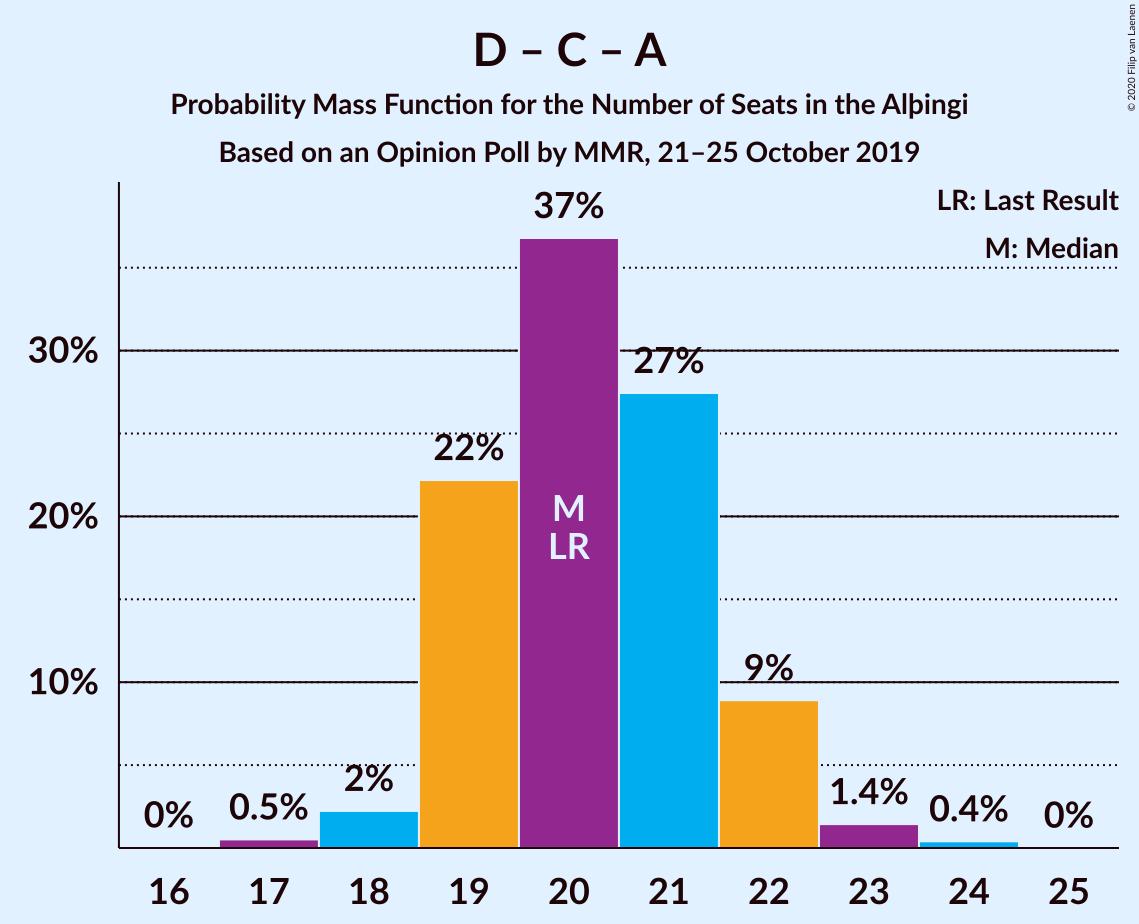 D – C – A
Probability Mass Function for the Number of Seats in the Alþingi
Based on an Opinion Poll by MMR, 21–25 October 2019
© 2020 Filip van Laenen
LR: Last Result
M: Median
30%
20%
10%
0%
0.5%
2%
22%
37%
27%
9%
1.4%
0.4%
0%
M
LR
16 17 18 19 20 21 22 23 24 25